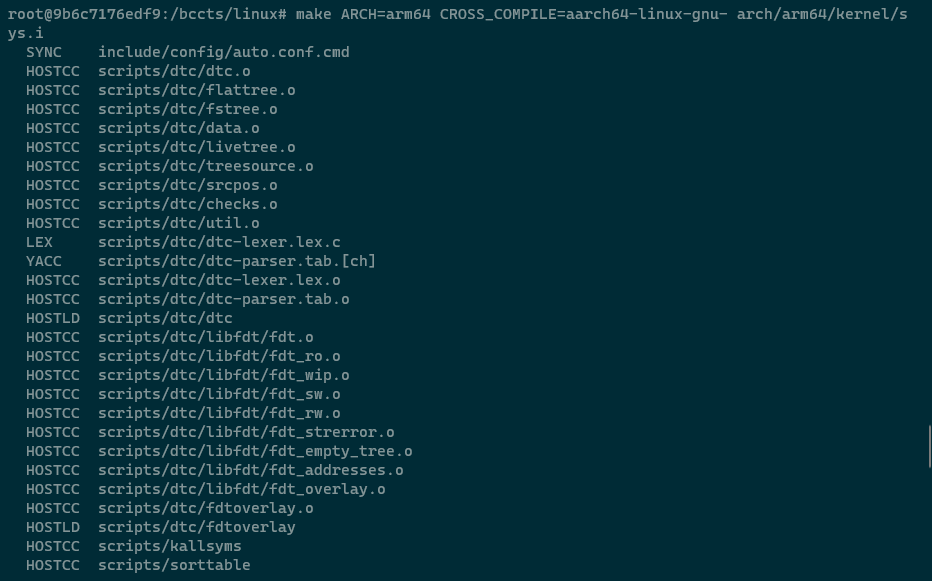 root@9b6c7176edf9:/bccts/linux# make ARCH=arm64 CROSS_COMPILE=aarch64-linux-gnu- arch/arm64/kernel/s
ys.i
  SYNC    include/config/auto.conf.cmd
  HOSTCC  scripts/dtc/dtc.o
  HOSTCC  scripts/dtc/flattree.o
  HOSTCC  scripts/dtc/fstree.o
  HOSTCC  scripts/dtc/data.o
  HOSTCC  scripts/dtc/livetree.o
  HOSTCC  scripts/dtc/treesource.o
  HOSTCC  scripts/dtc/srcpos.o
  HOSTCC  scripts/dtc/checks.o
  HOSTCC  scripts/dtc/util.o
  LEX     scripts/dtc/dtc-lexer.lex.c
  YACC    scripts/dtc/dtc-parser.tab.[ch]
  HOSTCC  scripts/dtc/dtc-lexer.lex.o
  HOSTCC  scripts/dtc/dtc-parser.tab.o
  HOSTLD  scripts/dtc/dtc
  HOSTCC  scripts/dtc/libfdt/fdt.o
  HOSTCC  scripts/dtc/libfdt/fdt_ro.o
  HOSTCC  scripts/dtc/libfdt/fdt_wip.o
  HOSTCC  scripts/dtc/libfdt/fdt_sw.o
  HOSTCC  scripts/dtc/libfdt/fdt_rw.o
  HOSTCC  scripts/dtc/libfdt/fdt_strerror.o
  HOSTCC  scripts/dtc/libfdt/fdt_empty_tree.o
  HOSTCC  scripts/dtc/libfdt/fdt_addresses.o
  HOSTCC  scripts/dtc/libfdt/fdt_overlay.o
  HOSTCC  scripts/dtc/fdtoverlay.o
  HOSTLD  scripts/dtc/fdtoverlay
  HOSTCC  scripts/kallsyms
  HOSTCC  scripts/sorttable